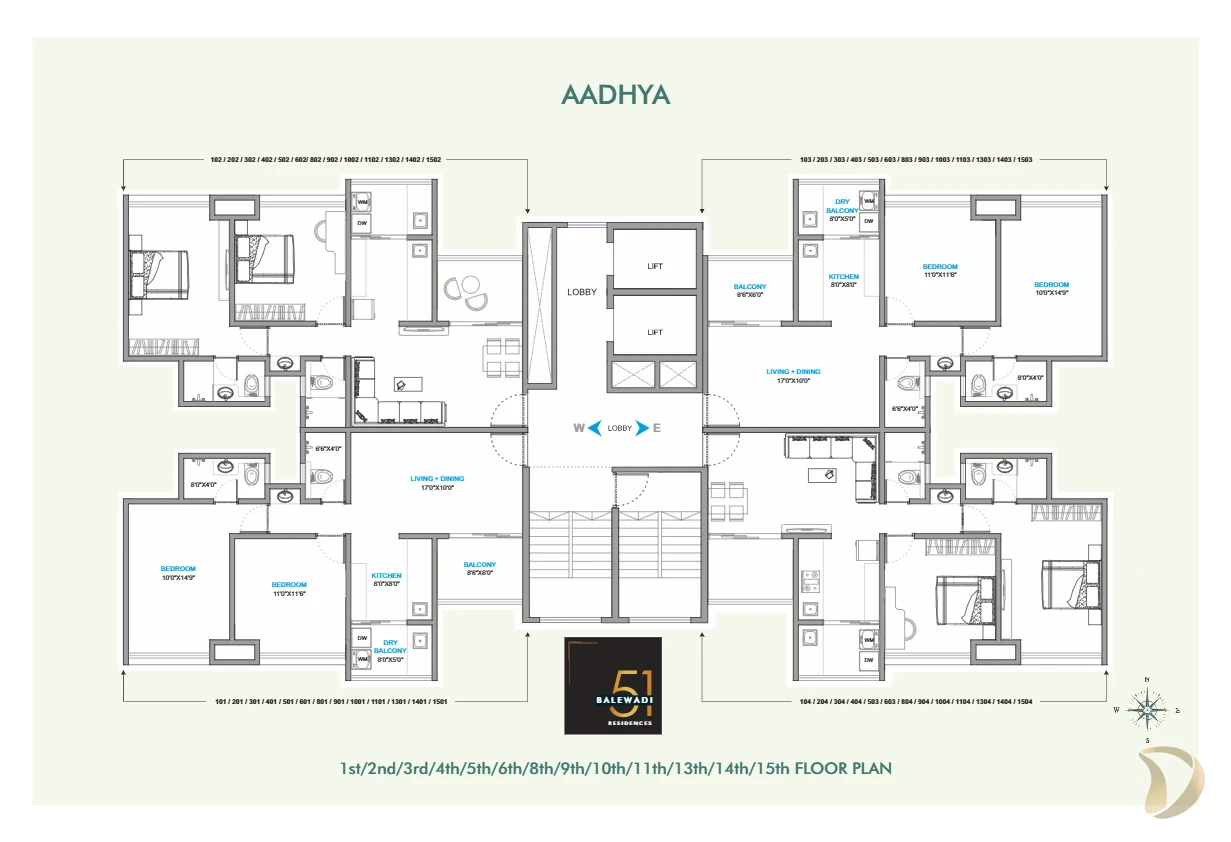 AADHYA
102 / 202 / 302 / 402 / 502 / 602/ 802 / 902 / 1002 / 1102 / 1302 / 1402 / 1502
103 / 203 / 303 / 403 / 503 / 603 / 803 / 903 / 1003 / 1103 / 1303 / 1403 / 1503
WM
DW
DRY
BALCONY
8'0"X5'0"
WM
DW
LOBBY
LIFT
LIFT
BALCONY
8'6"X6'0"
KITCHEN
8'0"X8'0"
BEDROOM
11'0"X11'6"
BEDROOM
10'0"X14'9"
LIVING + DINING
17'0"X10'0"
8'0"X4'0"
6'6"X4'0"
W LOBBY E
6'6"X4'0"
8'0"X4'0"
LIVING + DINING
17'0"X10'0"
BEDROOM
10'0"X14'9"
BEDROOM
11'0"X11'6"
KITCHEN
8'0"X8'0"
BALCONY
8'6"X6'0"
DW
WM
DRY
BALCONY
8'0"X5'0"
WM
DW
51
BALEWADI
RESIDENCES
101 / 201 / 301 / 401 / 501 / 601 / 801 / 901 / 1001 / 1101 / 1301 / 1401 / 1501
104 / 204 / 304 / 404 / 503 / 603 / 804 / 904 / 1004 / 1104 / 1304 / 1404 / 1504
N
W E
S
1st/2nd/3rd/4th/5th/6th/8th/9th/10th/11th/13th/14th/15th FLOOR PLAN